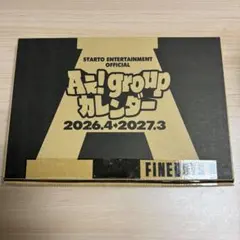 STARTO ENTERTAINMENT
OFFICIAL
Aぇ! group
カレンダー
2026.4→2027.3